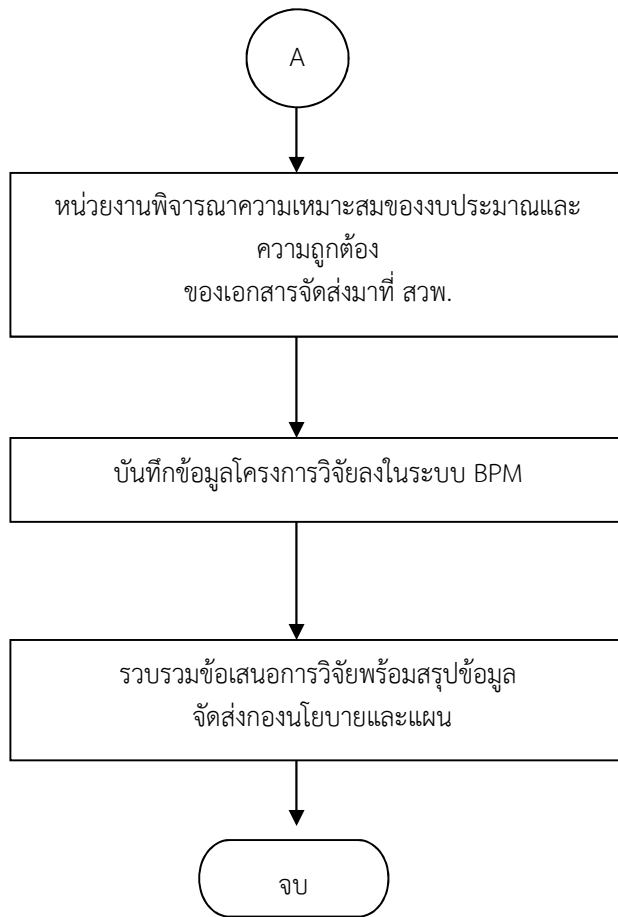 A
หน่วยงานพิจารณาความเหมาะสมของงบประมาณและ
ความถูกต้อง
ของเอกสารจัดส่งมาที่ สวพ.
บันทึกข้อมูลโครงการวิจัยลงในระบบ BPM
รวบรวมข้อเสนอการวิจัยพร้อมสรุปข้อมูล
จัดส่งกองนโยบายและแผน
จบ